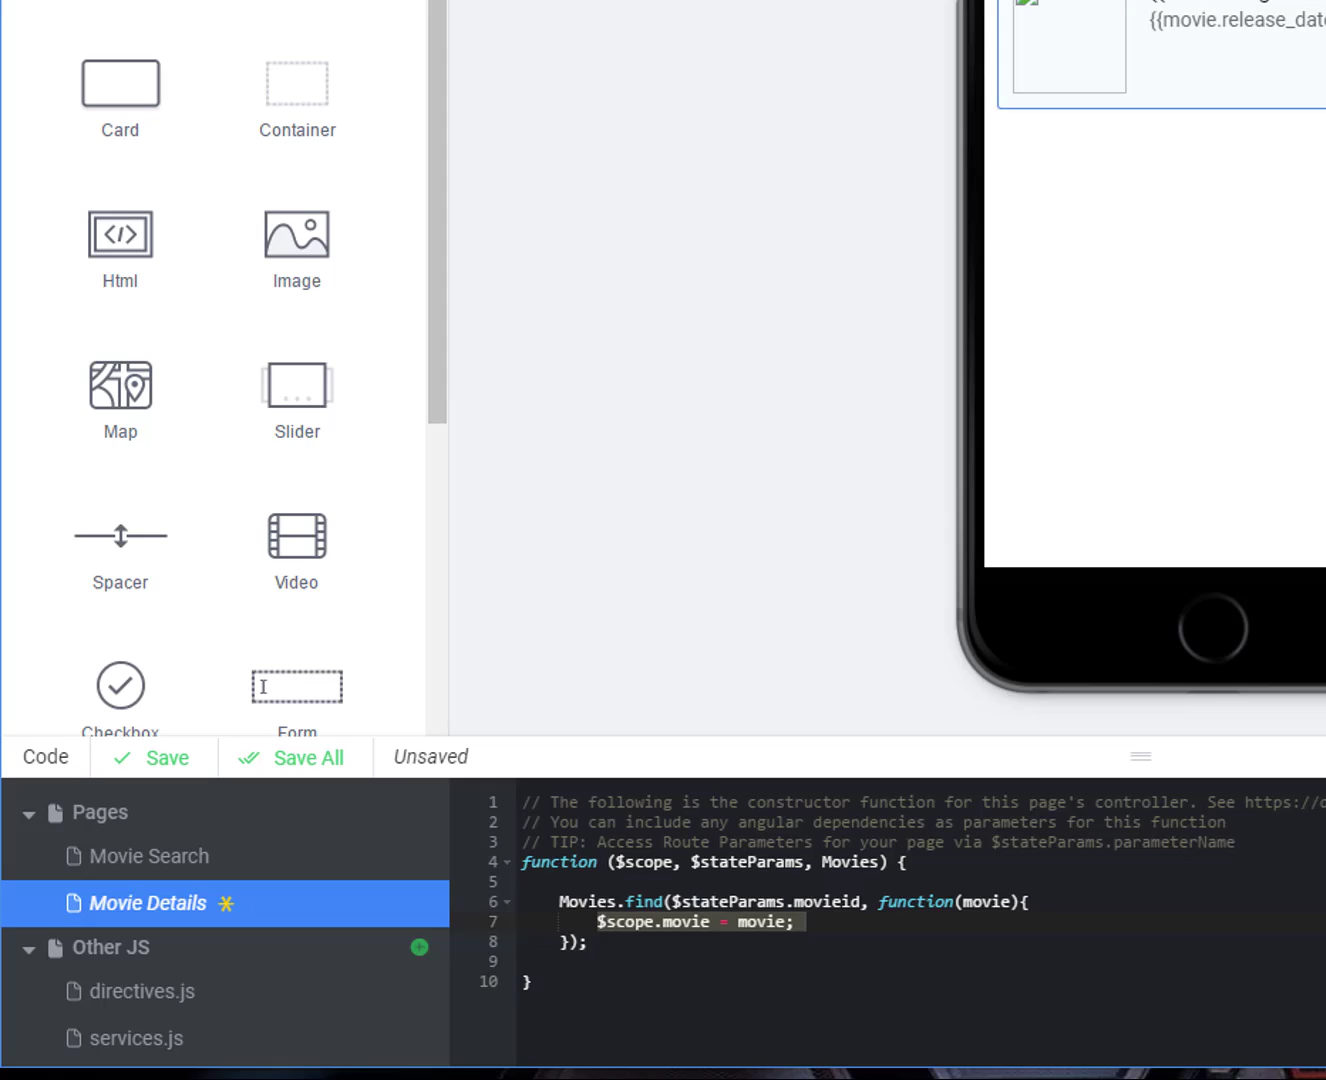 {{movie.release_dat
Card
Container
Html
Image
Map
Slider
Spacer
Video
Checkbox
Form
Code
Save
Save All
Unsaved
Pages
Movie Search
Movie Details
Other JS
directives.js
services.js
1 // The following is the constructor function for this page's controller. See https://
2 // You can include any angular dependencies as parameters for this function
3 // TIP: Access Route Parameters for your page via $stateParams.parameterName
4 function ($scope, $stateParams, Movies) {
5
6 Movies.find($stateParams.movieid, function(movie){
7 $scope.movie = movie;
8 });
9
10 }